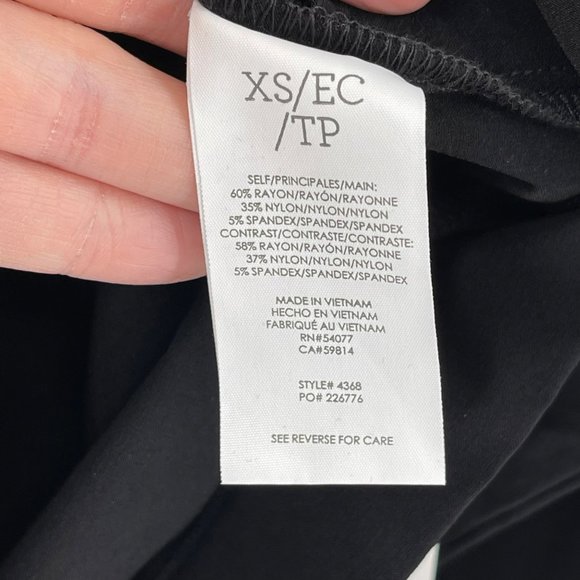 XS/EC
/TP
SELF/PRINCIPALES/MAIN:
60% RAYON/RAYÓN/RAYONNE
35% NYLON/NYLON/NYLON
5% SPANDEX/SPANDEX/SPANDEX
CONTRAST/CONTRASTE/CONTRASTE:
58% RAYON/RAYÓN/RAYONNE
37% NYLON/NYLON/NYLON
5% SPANDEX/SPANDEX/SPANDEX
MADE IN VIETNAM
HECHO EN VIETNAM
FABRIQUÉ AU VIETNAM
RN#54077
CA#59814
STYLE# 4368
PO# 226776
SEE REVERSE FOR CARE